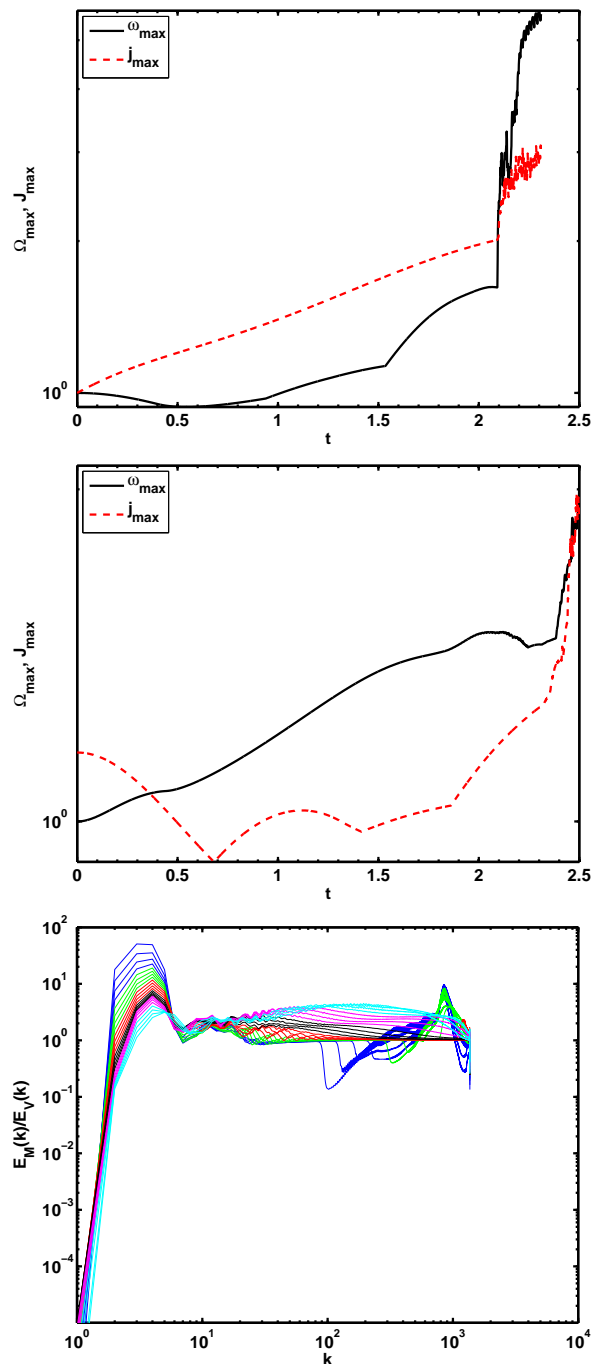 ω_max
j_max
Ω_max, J_max
10^0
0 0.5 1 1.5 2 2.5
t
ω_max
j_max
Ω_max, J_max
10^0
0 0.5 1 1.5 2 2.5
t
10^2
10^1
10^0
10^-1
10^-2
10^-3
10^-4
E_M(k)/E_V(k)
10^0 10^1 10^2 10^3 10^4
k